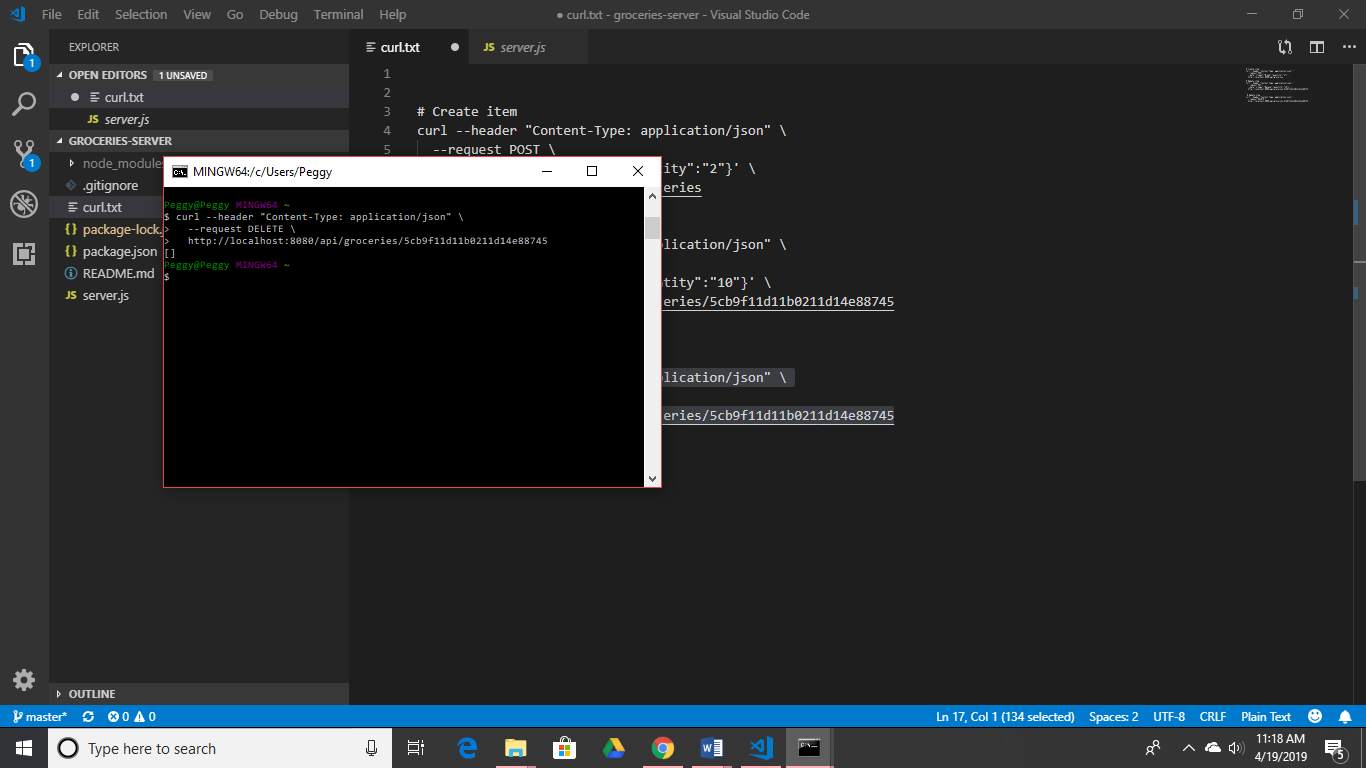 File Edit Selection View Go Debug Terminal Help
● curl.txt - groceries-server - Visual Studio Code
EXPLORER
OPEN EDITORS 1 UNSAVED
curl.txt
JS server.js
GROCERIES-SERVER
node_modules
.gitignore
curl.txt
{} package-lock.j
{} package.json
README.md
JS server.js
OUTLINE
curl.txt ●
JS server.js
1
2
3 # Create item
4 curl --header "Content-Type: application/json" \
5 --request POST \
ity":"2"}' \
eries
plication/json" \
ntity":"10"}' \
eries/5cb9f11d11b0211d14e88745
plication/json" \
eries/5cb9f11d11b0211d14e88745
MINGW64:/c/Users/Peggy
Peggy@Peggy MINGW64 ~
$ curl --header "Content-Type: application/json" \
> --request DELETE \
> http://localhost:8080/api/groceries/5cb9f11d11b0211d14e88745
[]
Peggy@Peggy MINGW64 ~
$
1
1
master* 0 0
Ln 17, Col 1 (134 selected) Spaces: 2 UTF-8 CRLF Plain Text
Type here to search
11:18 AM
4/19/2019
5